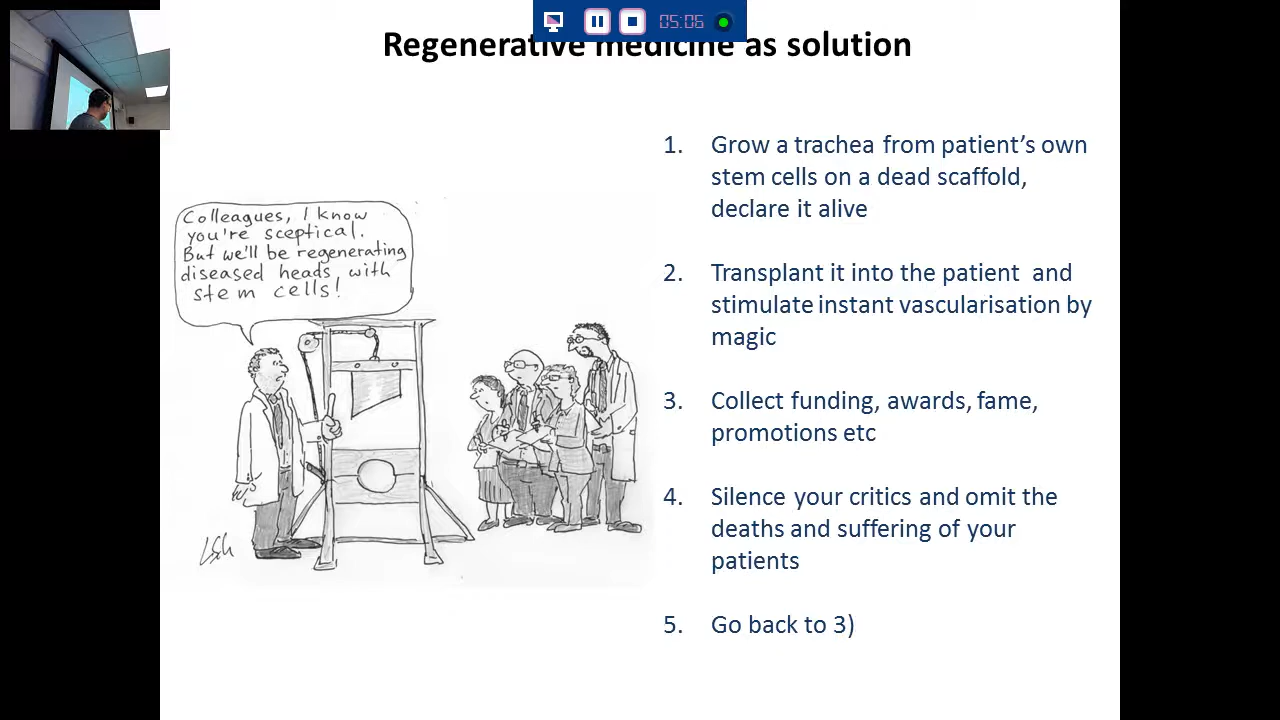 05:06
Regenerative medicine as solution
Colleagues, I know
you're sceptical.
But we'll be regenerating
diseased heads, with
stem cells!
1. Grow a trachea from patient's own
stem cells on a dead scaffold,
declare it alive
2. Transplant it into the patient and
stimulate instant vascularisation by
magic
3. Collect funding, awards, fame,
promotions etc
4. Silence your critics and omit the
deaths and suffering of your
patients
5. Go back to 3)